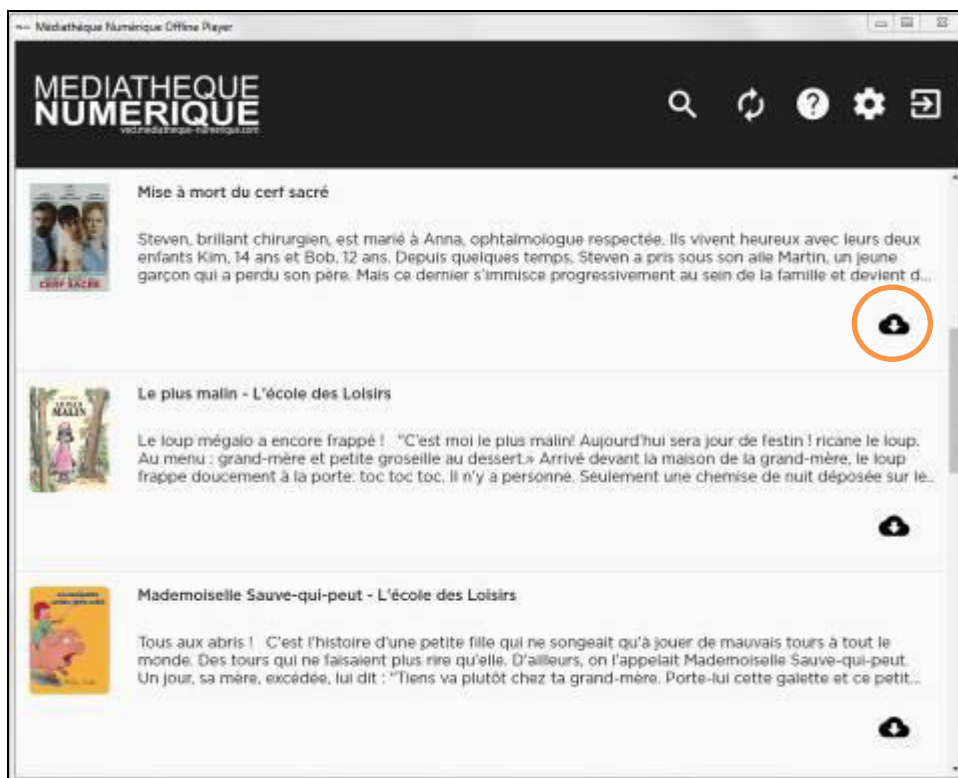 Médiathèque Numérique Offline Player
MEDIATHEQUE
NUMERIQUE
vod.mediatheque-numerique.com
Mise à mort du cerf sacré
Steven, brillant chirurgien, est marié à Anna, ophtalmologue respectée. Ils vivent heureux avec leurs deux
enfants Kim, 14 ans et Bob, 12 ans. Depuis quelques temps, Steven a pris sous son aile Martin, un jeune
garçon qui a perdu son père. Mais ce dernier s'immisce progressivement au sein de la famille et devient d...
CERF SACRÉ
Le plus malin - L'école des Loisirs
LE PLUS
MALIN
Le loup mégalo a encore frappé ! "C'est moi le plus malin! Aujourd'hui sera jour de festin ! ricane le loup.
Au menu : grand-mère et petite groseille au dessert.» Arrivé devant la maison de la grand-mère, le loup
frappe doucement à la porte: toc toc toc. Il n'y a personne. Seulement une chemise de nuit déposée sur le..
Mademoiselle Sauve-qui-peut - L'école des Loisirs
Tous aux abris ! C'est l'histoire d'une petite fille qui ne songeait qu'à jouer de mauvais tours à tout le
monde. Des tours qui ne faisaient plus rire qu'elle. D'ailleurs, on l'appelait Mademoiselle Sauve-qui-peut.
Un jour, sa mère, excédée, lui dit : "Tiens va plutôt chez ta grand-mère. Porte-lui cette galette et ce petit...